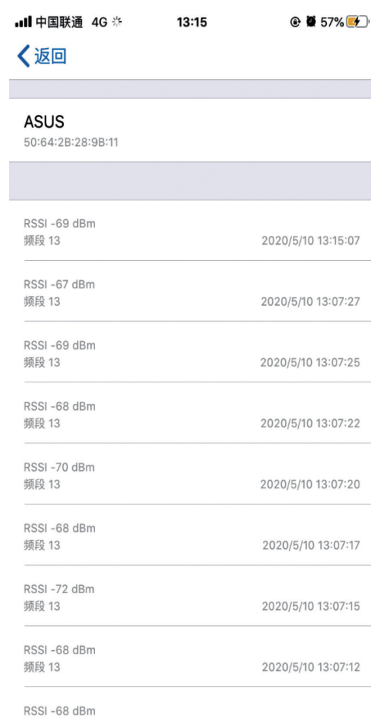 中国联通 4G 13:15 57%
返回
ASUS
50:64:2B:28:9B:11
RSSI -69 dBm
频段 13 2020/5/10 13:15:07
RSSI -67 dBm
频段 13 2020/5/10 13:07:27
RSSI -69 dBm
频段 13 2020/5/10 13:07:25
RSSI -68 dBm
频段 13 2020/5/10 13:07:22
RSSI -70 dBm
频段 13 2020/5/10 13:07:20
RSSI -68 dBm
频段 13 2020/5/10 13:07:17
RSSI -72 dBm
频段 13 2020/5/10 13:07:15
RSSI -68 dBm
频段 13 2020/5/10 13:07:12
RSSI -68 dBm